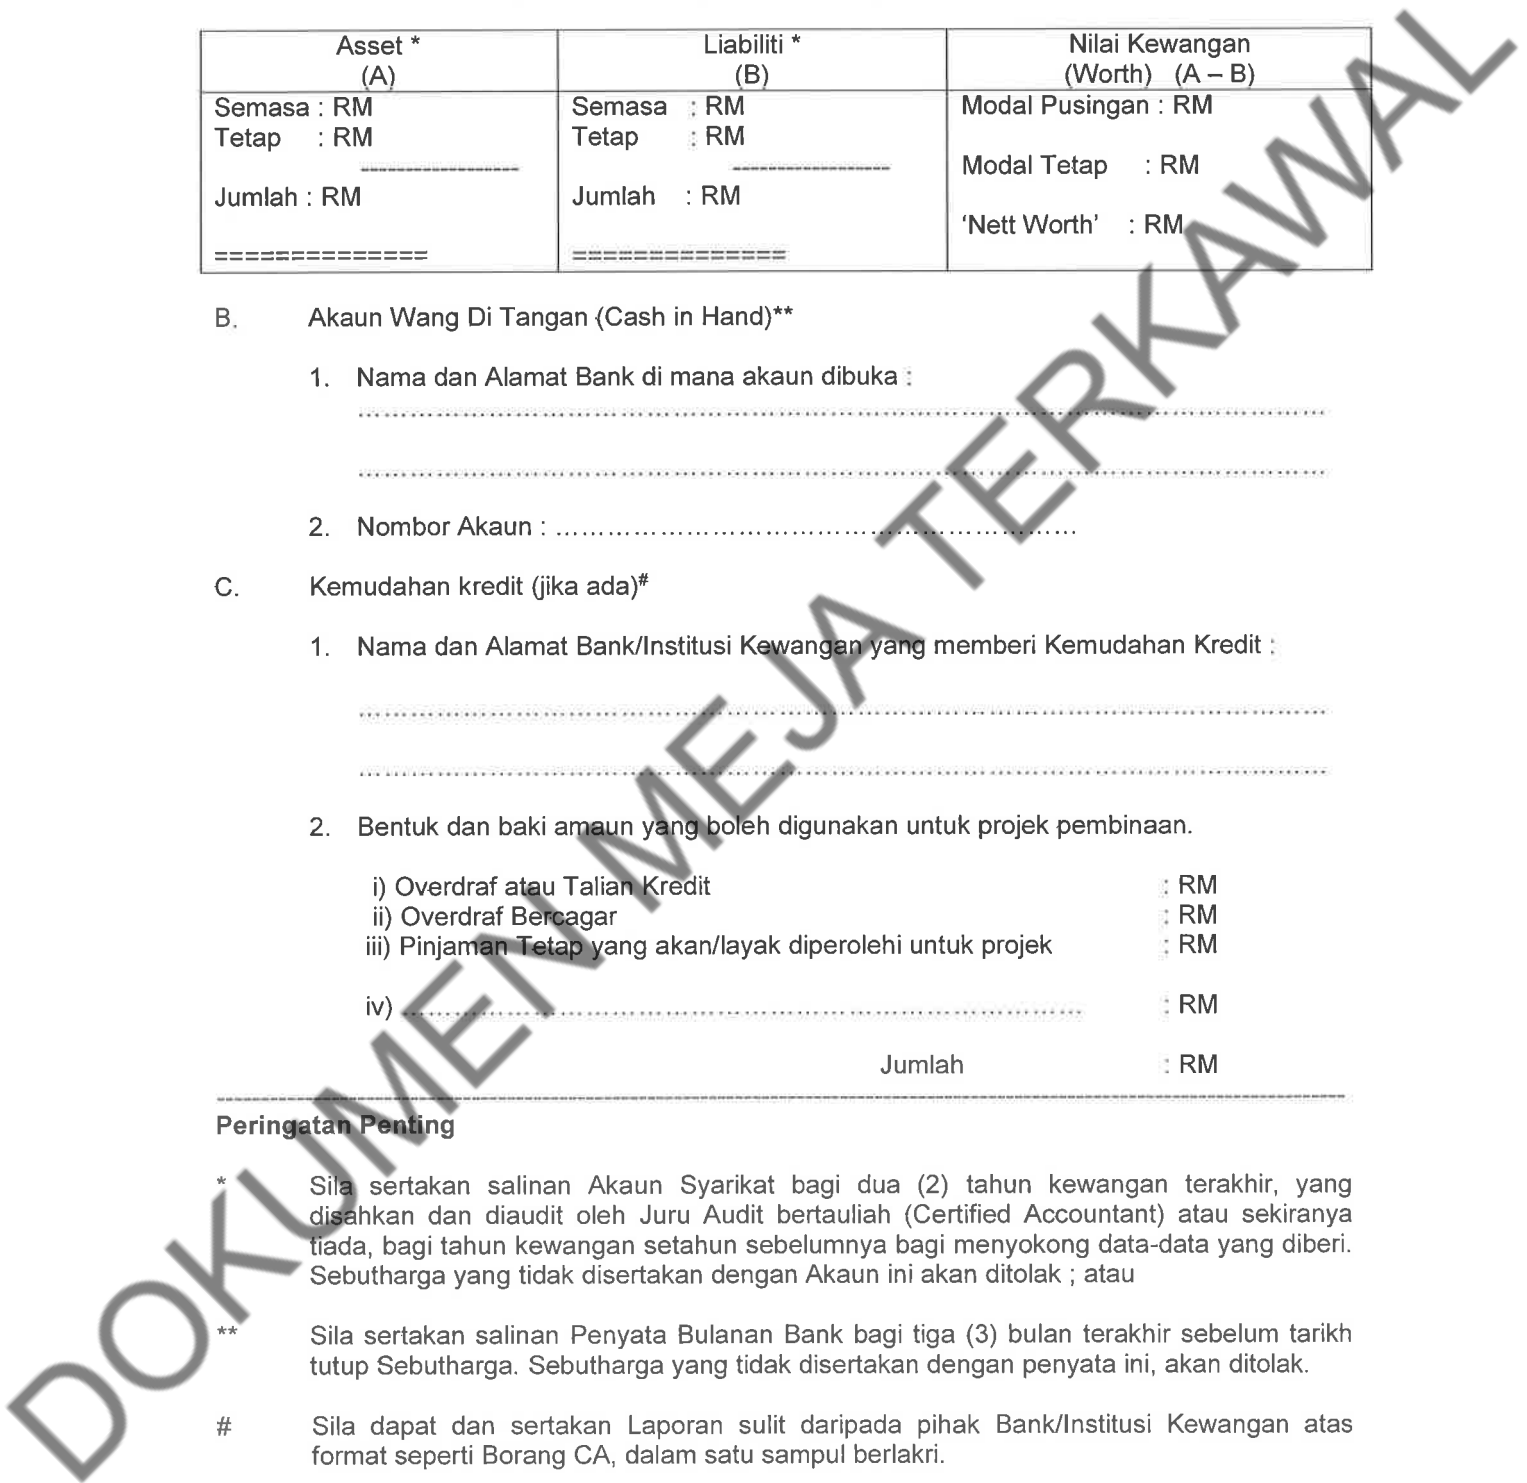 Asset * Liabiliti * Nilai Kewangan
(A) (B) (Worth) (A – B)
Semasa : RM Semasa : RM Modal Pusingan : RM
Tetap : RM Tetap : RM
------------------ ------------------ Modal Tetap : RM
Jumlah : RM Jumlah : RM
‘Nett Worth’ : RM
============== ==============
B. Akaun Wang Di Tangan (Cash in Hand)**
1. Nama dan Alamat Bank di mana akaun dibuka :
2. Nombor Akaun : ............................................................
C. Kemudahan kredit (jika ada)#
1. Nama dan Alamat Bank/Institusi Kewangan yang memberi Kemudahan Kredit :
2. Bentuk dan baki amaun yang boleh digunakan untuk projek pembinaan.
i) Overdraf atau Talian Kredit : RM
ii) Overdraf Bercagar : RM
iii) Pinjaman Tetap yang akan/layak diperolehi untuk projek : RM
iv) .............................................................................. : RM
Jumlah : RM
Peringatan Penting
* Sila sertakan salinan Akaun Syarikat bagi dua (2) tahun kewangan terakhir, yang
disahkan dan diaudit oleh Juru Audit bertauliah (Certified Accountant) atau sekiranya
tiada, bagi tahun kewangan setahun sebelumnya bagi menyokong data-data yang diberi.
Sebutharga yang tidak disertakan dengan Akaun ini akan ditolak ; atau
** Sila sertakan salinan Penyata Bulanan Bank bagi tiga (3) bulan terakhir sebelum tarikh
tutup Sebutharga. Sebutharga yang tidak disertakan dengan penyata ini, akan ditolak.
# Sila dapat dan sertakan Laporan sulit daripada pihak Bank/Institusi Kewangan atas
format seperti Borang CA, dalam satu sampul berlakri.
DOKUMEN MEJA TERKAWAL